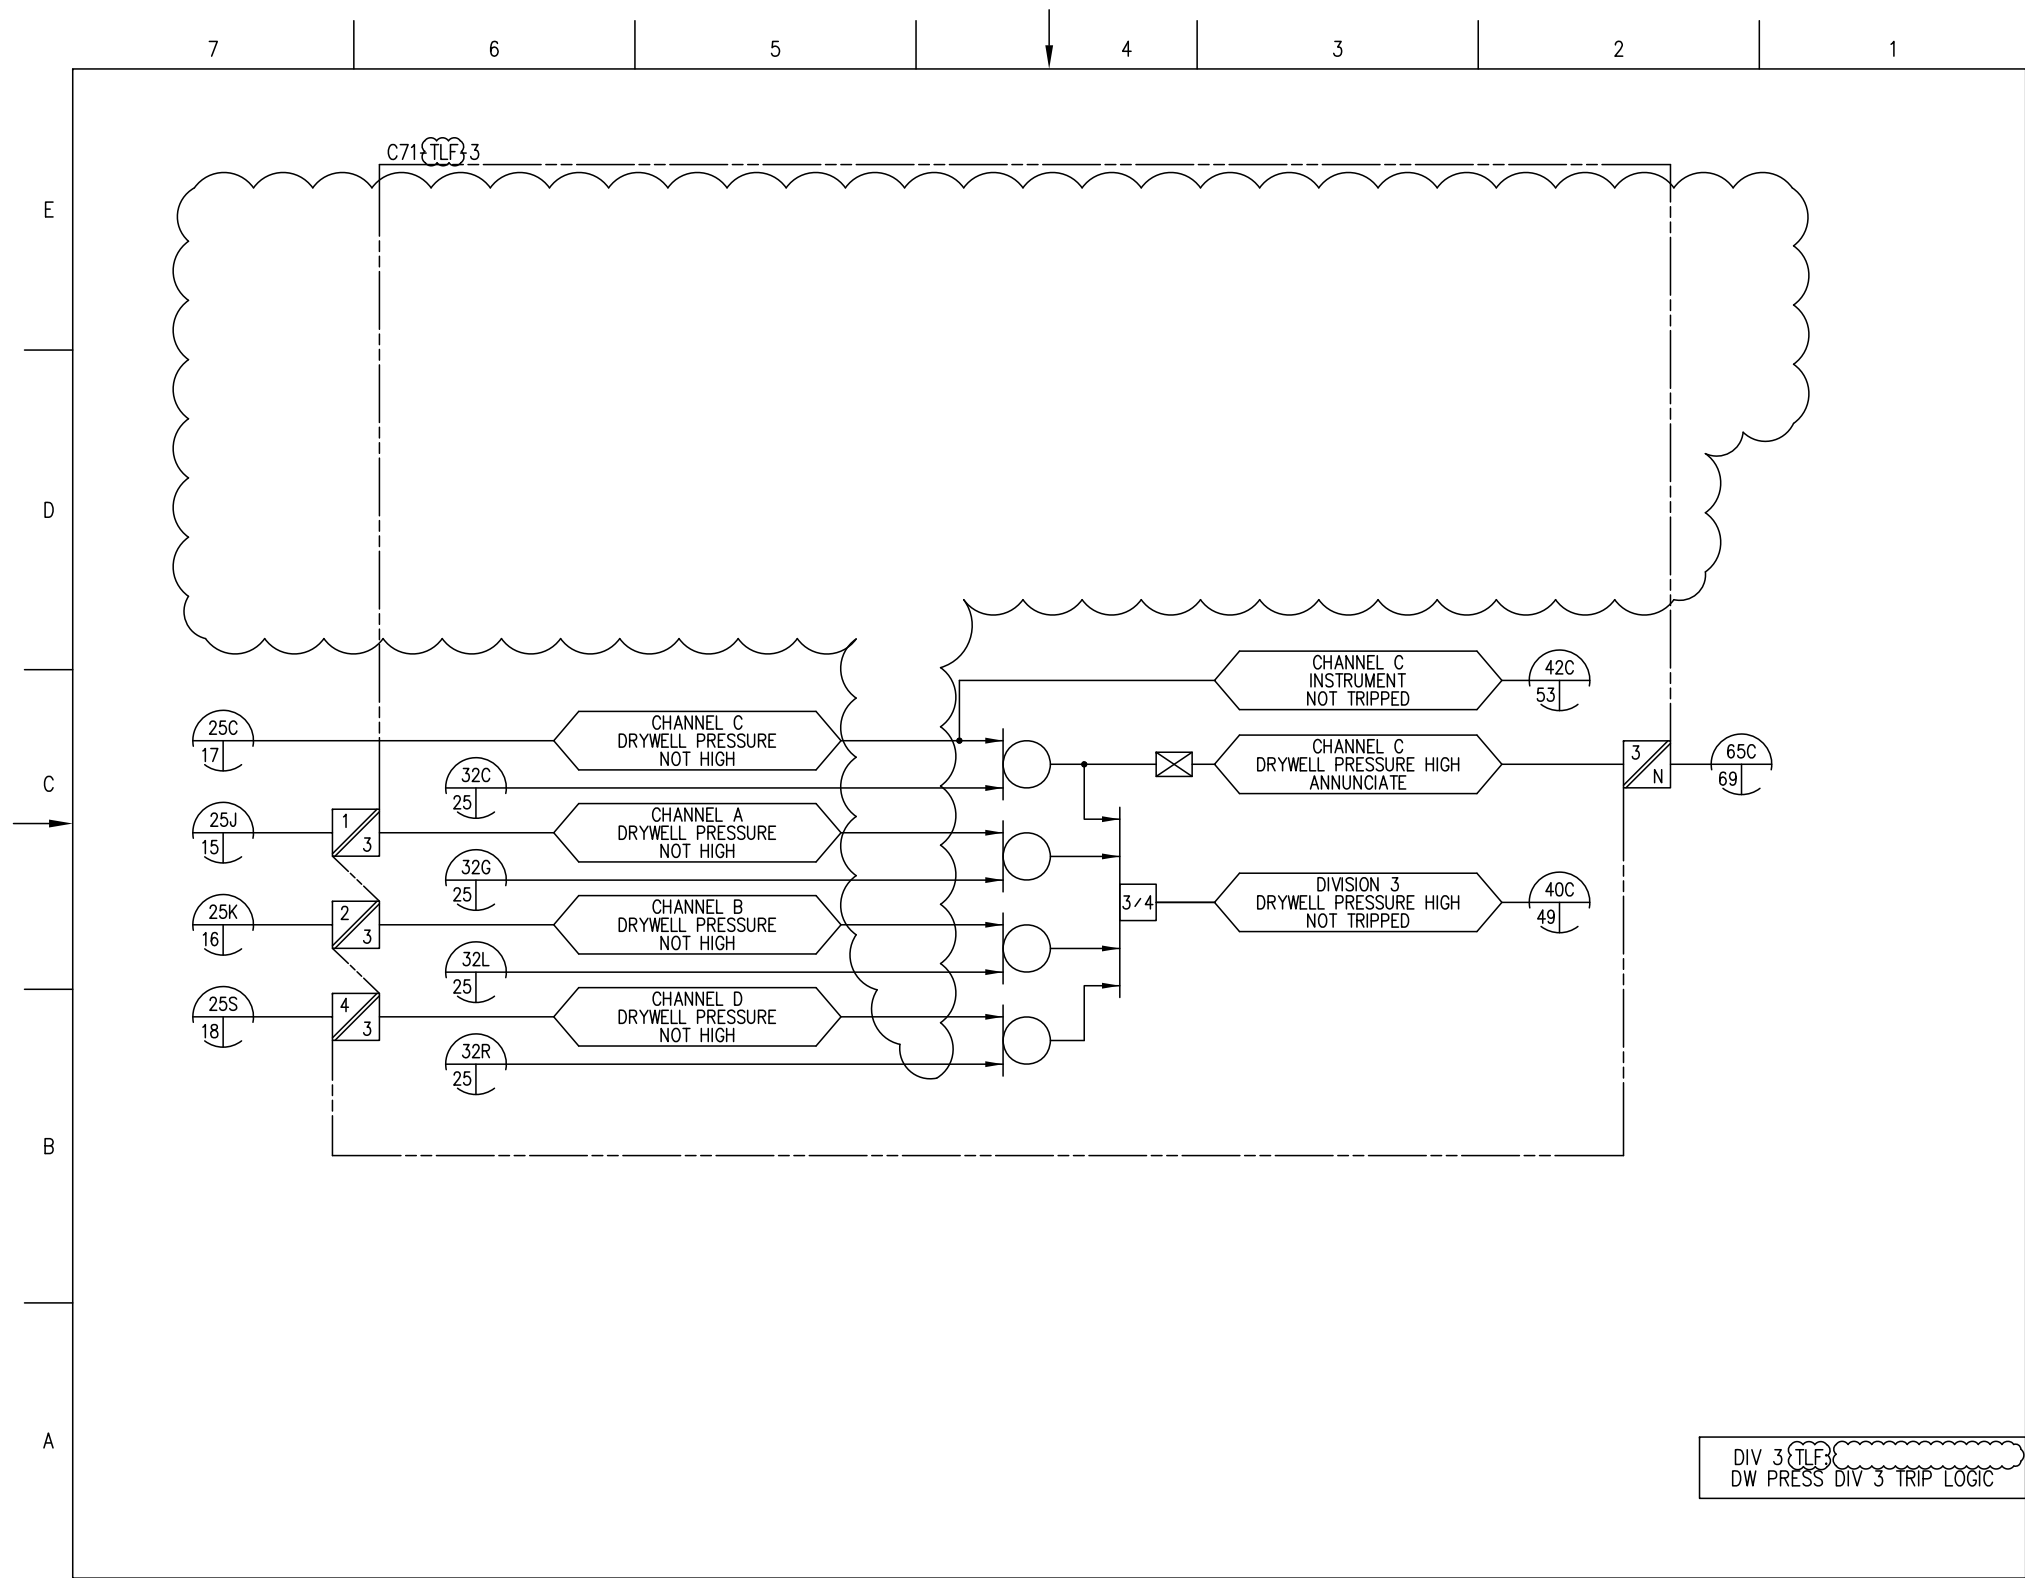 7 6 5 4 3 2 1
C71-TLF-3
E
D
C
B
A
CHANNEL C
INSTRUMENT
NOT TRIPPED
42C
53
25C
17
CHANNEL C
DRYWELL PRESSURE
NOT HIGH
32C
25
CHANNEL C
DRYWELL PRESSURE HIGH
ANNUNCIATE
3
N
65C
69
25J
15
1
3
CHANNEL A
DRYWELL PRESSURE
NOT HIGH
32G
25
25K
16
2
3
CHANNEL B
DRYWELL PRESSURE
NOT HIGH
32L
25
3/4
DIVISION 3
DRYWELL PRESSURE HIGH
NOT TRIPPED
40C
49
25S
18
4
3
CHANNEL D
DRYWELL PRESSURE
NOT HIGH
32R
25
DIV 3 TLF:
DW PRESS DIV 3 TRIP LOGIC